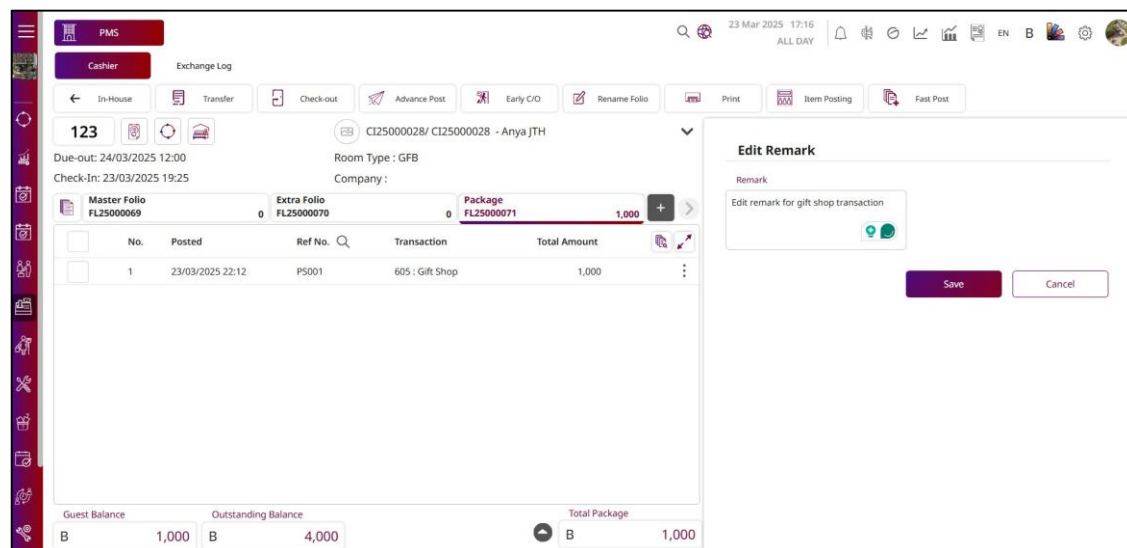 PMS
23 Mar 2025 17:16
ALL DAY
EN B
Cashier Exchange Log
In-House Transfer Check-out Advance Post Early C/O Rename Folio Print Item Posting Fast Post
123 CI25000028/ CI25000028 - Anya JTH
Due-out: 24/03/2025 12:00 Room Type : GFB
Check-In: 23/03/2025 19:25 Company :
Master Folio Extra Folio Package
FL25000069 0 FL25000070 0 FL25000071 1,000 +
No. Posted Ref No. Transaction Total Amount
1 23/03/2025 22:12 PS001 605 : Gift Shop 1,000
Guest Balance Outstanding Balance Total Package
B 1,000 B 4,000 B 1,000
Edit Remark
Remark
Edit remark for gift shop transaction
Save Cancel